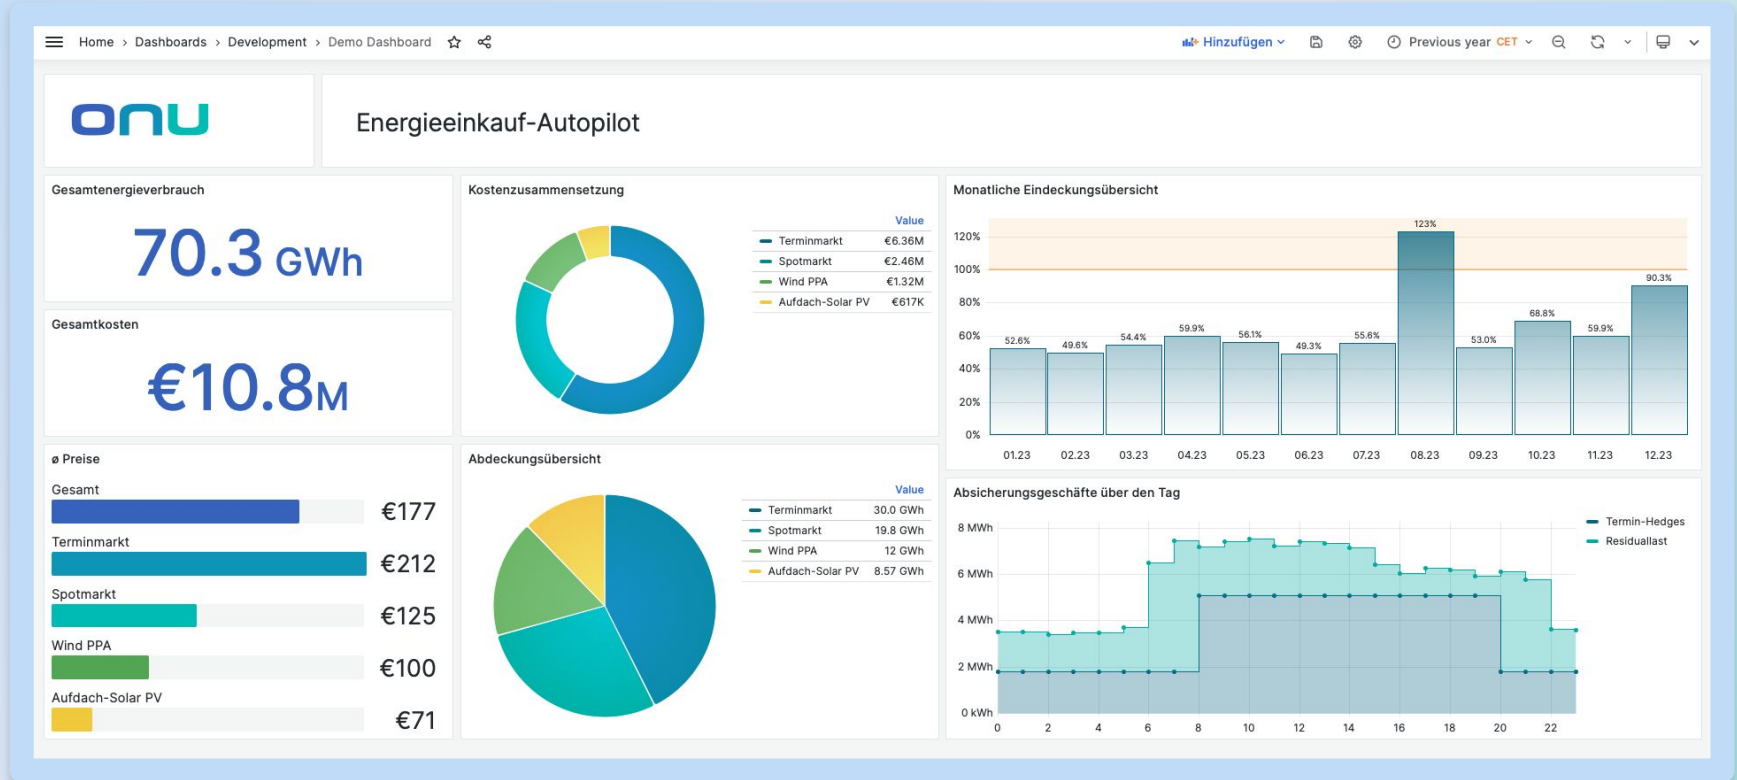 Home > Dashboards > Development > Demo Dashboard
Hinzufügen
Previous year CET
onu
Energieeinkauf-Autopilot
Gesamtenergieverbrauch
70.3 GWh
Gesamtkosten
€10.8M
ø Preise
Gesamt
€177
Terminmarkt
€212
Spotmarkt
€125
Wind PPA
€100
Aufdach-Solar PV
€71
Kostenzusammensetzung
Value
Terminmarkt €6.36M
Spotmarkt €2.46M
Wind PPA €1.32M
Aufdach-Solar PV €617K
Abdeckungsübersicht
Value
Terminmarkt 30.0 GWh
Spotmarkt 19.8 GWh
Wind PPA 12 GWh
Aufdach-Solar PV 8.57 GWh
Monatliche Eindeckungsübersicht
120%
100%
80%
60%
40%
20%
0%
52.6% 49.6% 54.4% 59.9% 56.1% 49.3% 55.6% 123% 53.0% 68.8% 59.9% 90.3%
01.23 02.23 03.23 04.23 05.23 06.23 07.23 08.23 09.23 10.23 11.23 12.23
Absicherungsgeschäfte über den Tag
8 MWh
6 MWh
4 MWh
2 MWh
0 kWh
0 2 4 6 8 10 12 14 16 18 20 22
Termin-Hedges
Residuallast